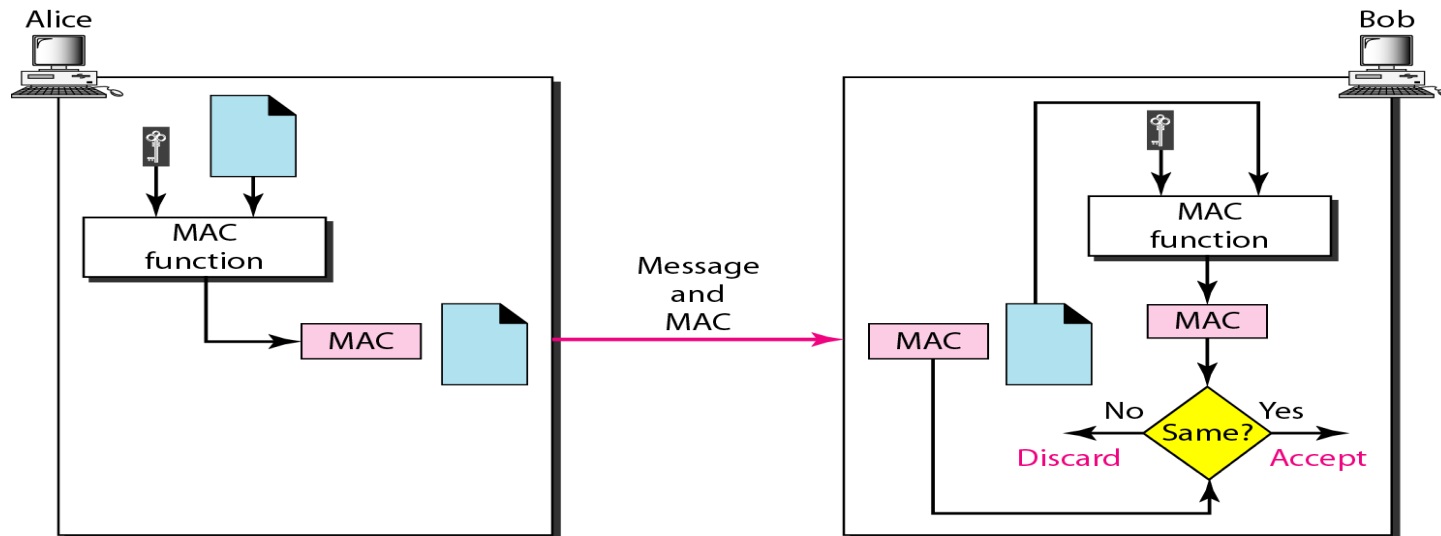 Alice
Bob
MAC
function
MAC
Message
and
MAC
MAC
function
MAC
MAC
Same?
No
Yes
Discard
Accept